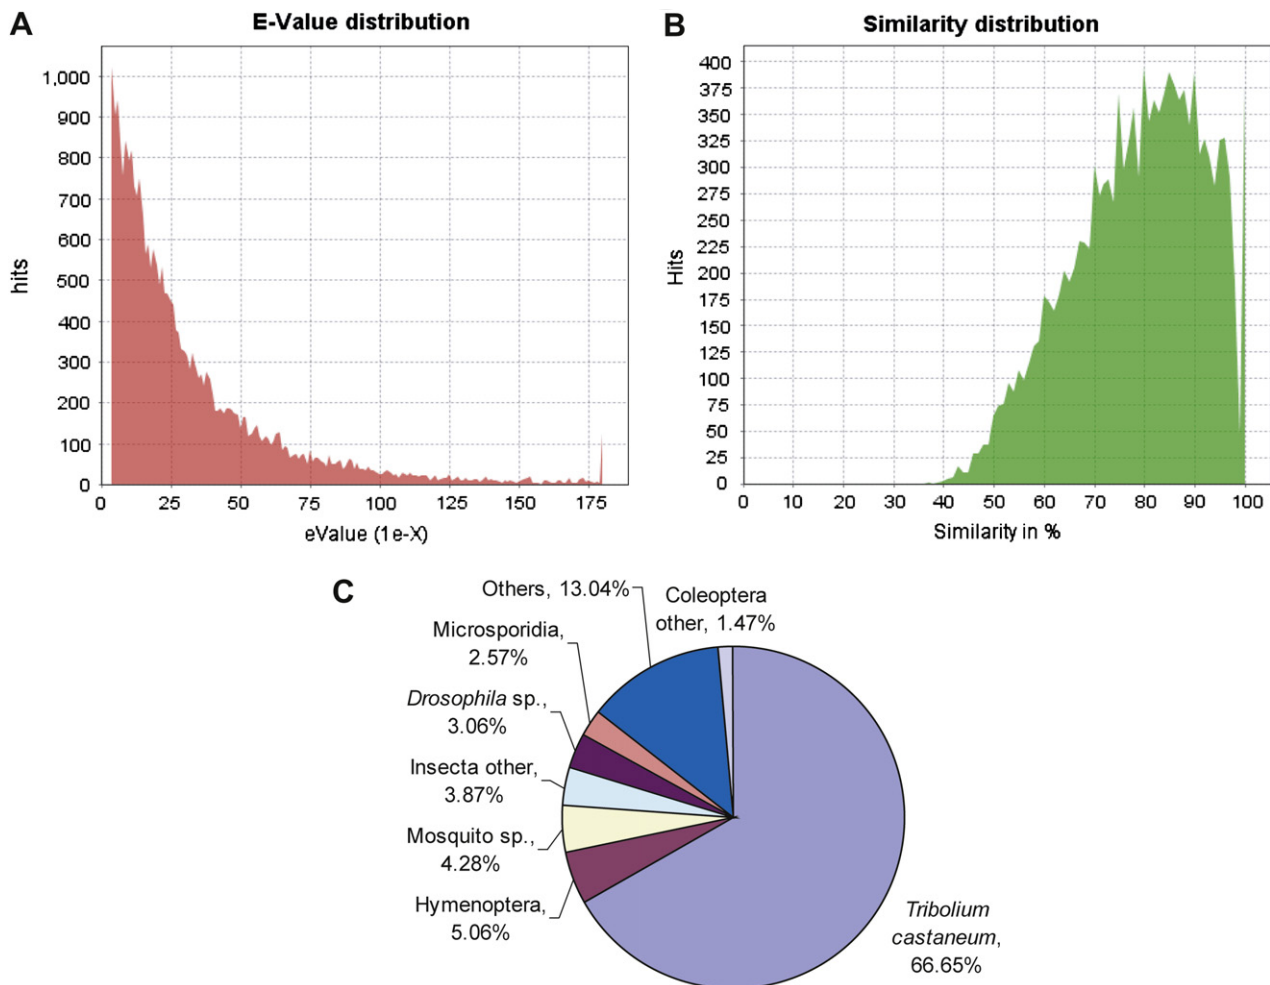 A
E-Value distribution
1,000
900
800
700
600
500
400
300
200
100
0
hits
0 25 50 75 100 125 150 175
eValue (1e-X)
B
Similarity distribution
400
375
350
325
300
275
250
225
200
175
150
125
100
75
50
25
0
Hits
0 10 20 30 40 50 60 70 80 90 100
Similarity in %
C
Others, 13.04%
Coleoptera
other, 1.47%
Microsporidia,
2.57%
Drosophila sp.,
3.06%
Insecta other,
3.87%
Mosquito sp.,
4.28%
Hymenoptera,
5.06%
Tribolium
castaneum,
66.65%